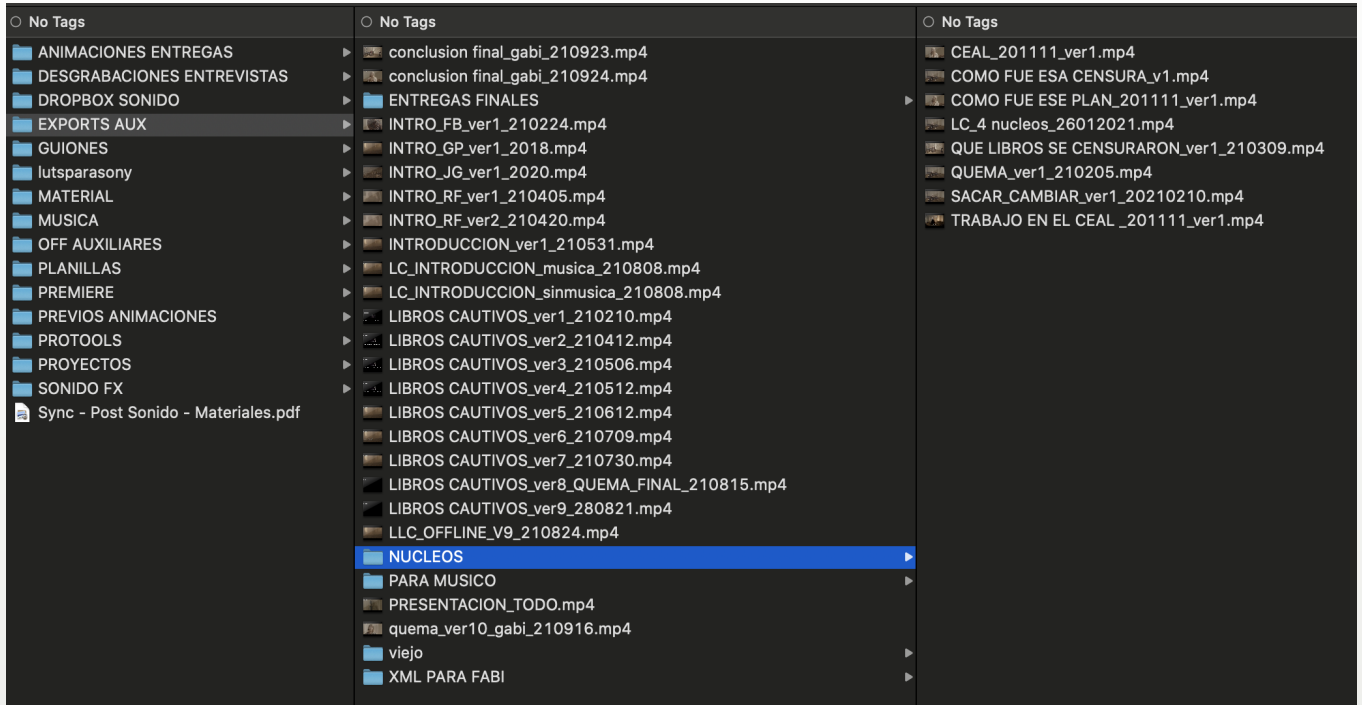 No Tags
ANIMACIONES ENTREGAS
DESGRABACIONES ENTREVISTAS
DROPBOX SONIDO
EXPORTS AUX
GUIONES
lutsparasony
MATERIAL
MUSICA
OFF AUXILIARES
PLANILLAS
PREMIERE
PREVIOS ANIMACIONES
PROTOOLS
PROYECTOS
SONIDO FX
Sync - Post Sonido - Materiales.pdf
No Tags
conclusion final_gabi_210923.mp4
conclusion final_gabi_210924.mp4
ENTREGAS FINALES
INTRO_FB_ver1_210224.mp4
INTRO_GP_ver1_2018.mp4
INTRO_JG_ver1_2020.mp4
INTRO_RF_ver1_210405.mp4
INTRO_RF_ver2_210420.mp4
INTRODUCCION_ver1_210531.mp4
LC_INTRODUCCION_musica_210808.mp4
LC_INTRODUCCION_sinmusica_210808.mp4
LIBROS CAUTIVOS_ver1_210210.mp4
LIBROS CAUTIVOS_ver2_210412.mp4
LIBROS CAUTIVOS_ver3_210506.mp4
LIBROS CAUTIVOS_ver4_210512.mp4
LIBROS CAUTIVOS_ver5_210612.mp4
LIBROS CAUTIVOS_ver6_210709.mp4
LIBROS CAUTIVOS_ver7_210730.mp4
LIBROS CAUTIVOS_ver8_QUEMA_FINAL_210815.mp4
LIBROS CAUTIVOS_ver9_280821.mp4
LLC_OFFLINE_V9_210824.mp4
NUCLEOS
PARA MUSICO
PRESENTACION_TODO.mp4
quema_ver10_gabi_210916.mp4
viejo
XML PARA FABI
No Tags
CEAL_201111_ver1.mp4
COMO FUE ESA CENSURA_v1.mp4
COMO FUE ESE PLAN_201111_ver1.mp4
LC_4 nucleos_26012021.mp4
QUE LIBROS SE CENSURARON_ver1_210309.mp4
QUEMA_ver1_210205.mp4
SACAR_CAMBIAR_ver1_20210210.mp4
TRABAJO EN EL CEAL _201111_ver1.mp4